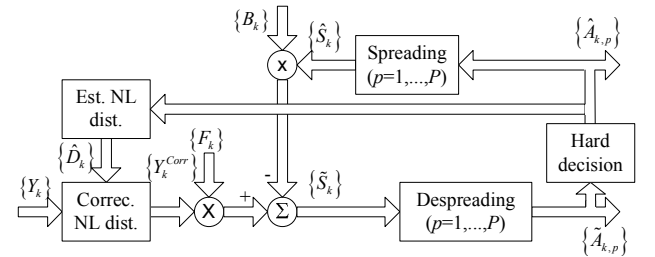 {B_k}
{Ŝ_k}
{Â_{k,p}}
x
Spreading
(p=1,...,P)
Est. NL
dist.
{F_k}
Hard
decision
{D̂_k}
{Y_k^{Corr}}
{Y_k}
-
{S̃_k}
Correc.
NL dist.
X
+
Σ
Despreading
(p=1,...,P)
{Ã_{k,p}}